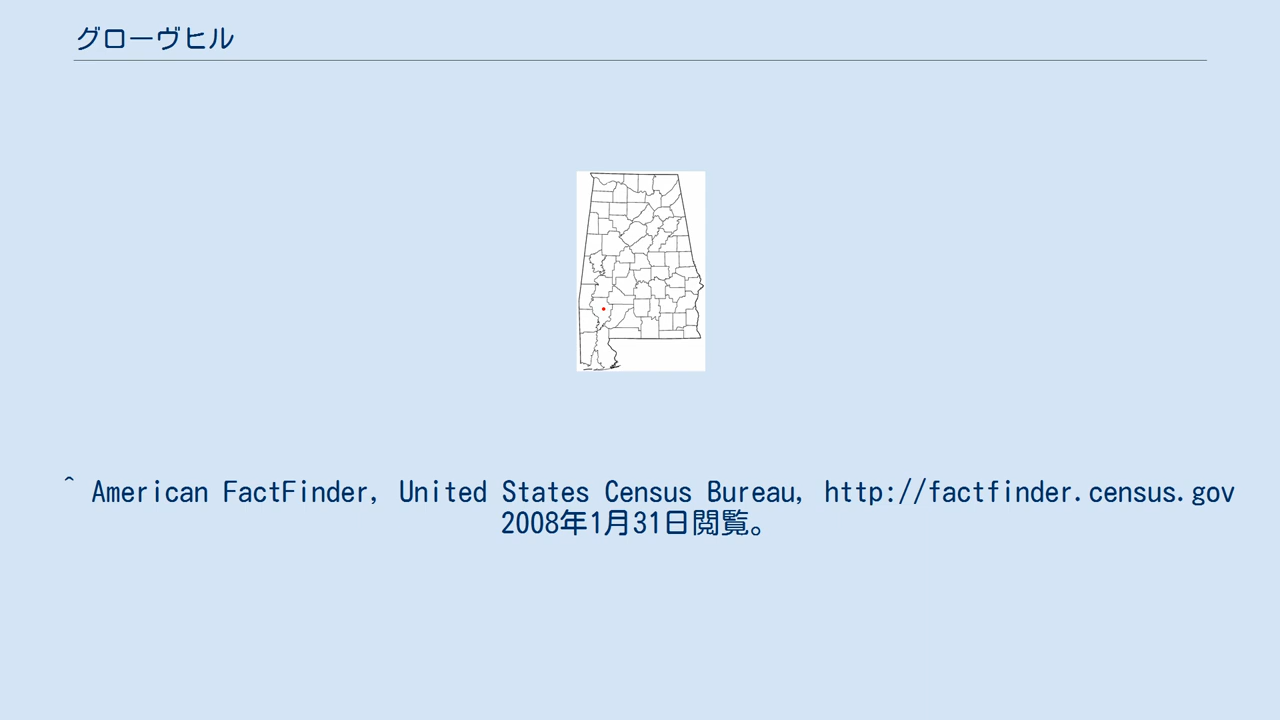 グローヴヒル
^ American FactFinder, United States Census Bureau, http://factfinder.census.gov
2008年1月31日閲覧。